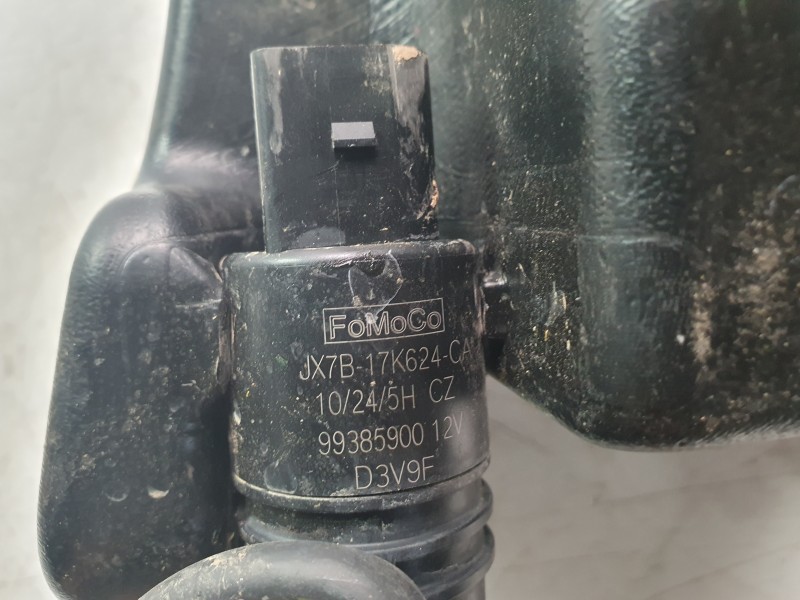 FoMoCo
JX7B-17K624-CA
10/24/5H CZ
99385900 12V
D3V9F